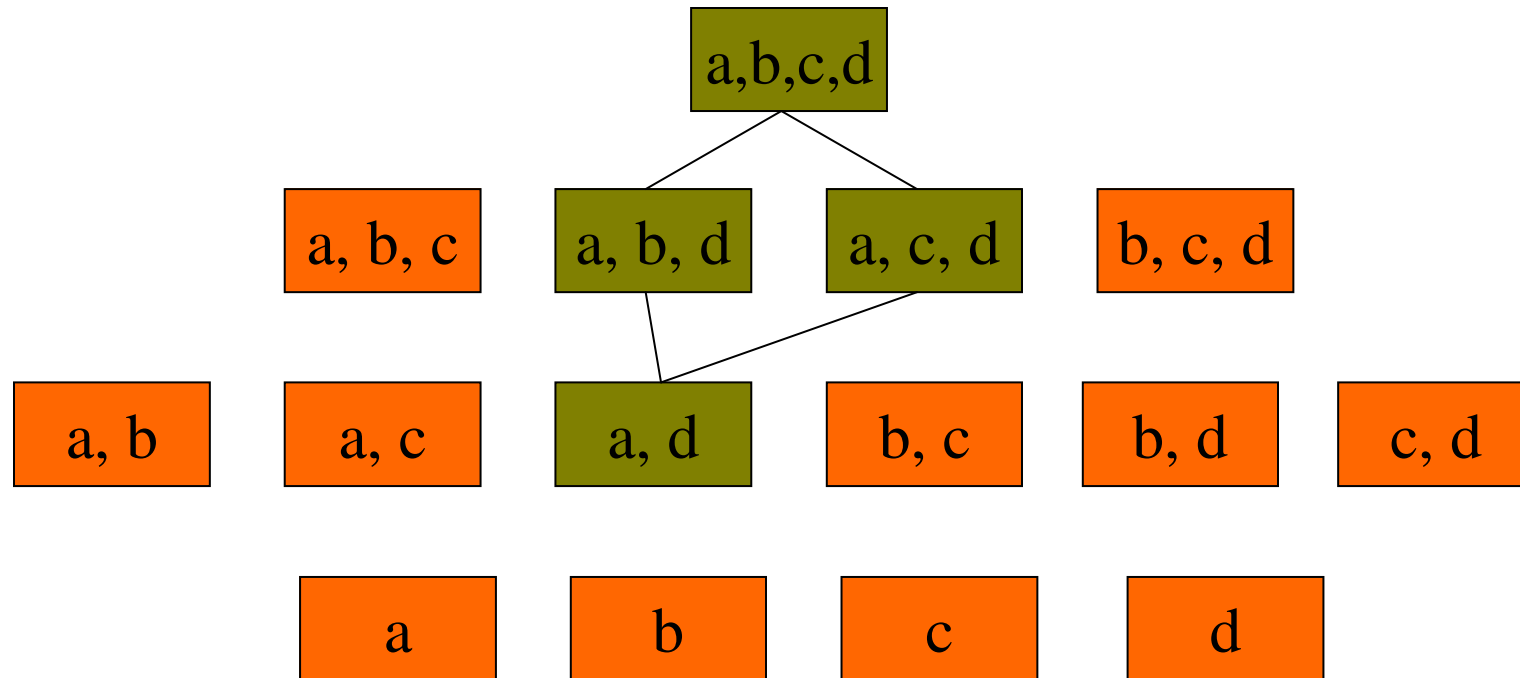 a,b,c,d
a, b, c
a, b, d
a, c, d
b, c, d
a, b
a, c
a, d
b, c
b, d
c, d
a
b
c
d